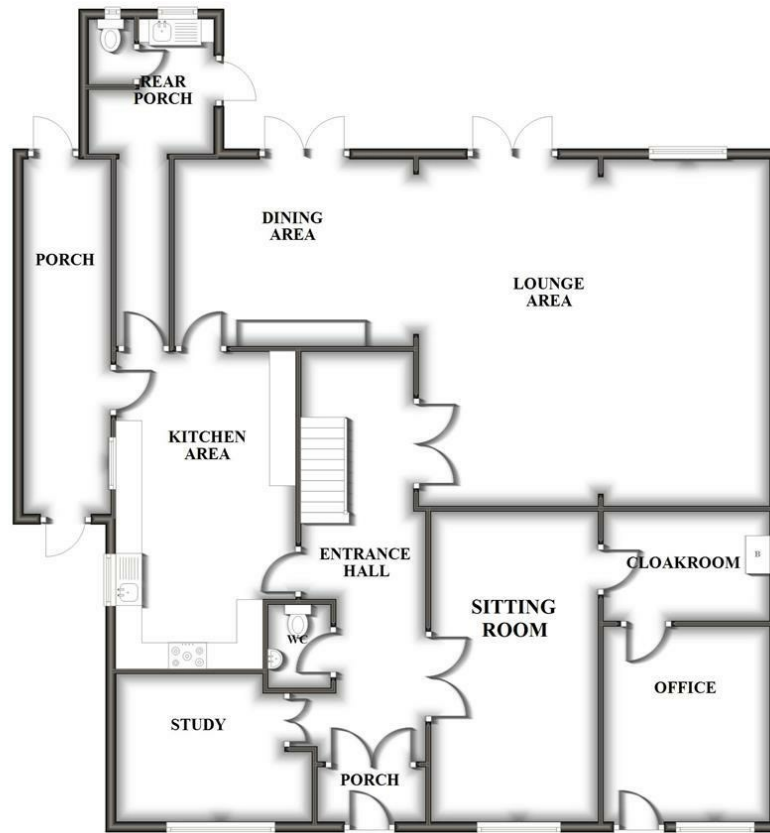 REAR
PORCH
DINING
AREA
PORCH
LOUNGE
AREA
KITCHEN
AREA
ENTRANCE
HALL
CLOAKROOM
B
SITTING
ROOM
WC
OFFICE
STUDY
PORCH